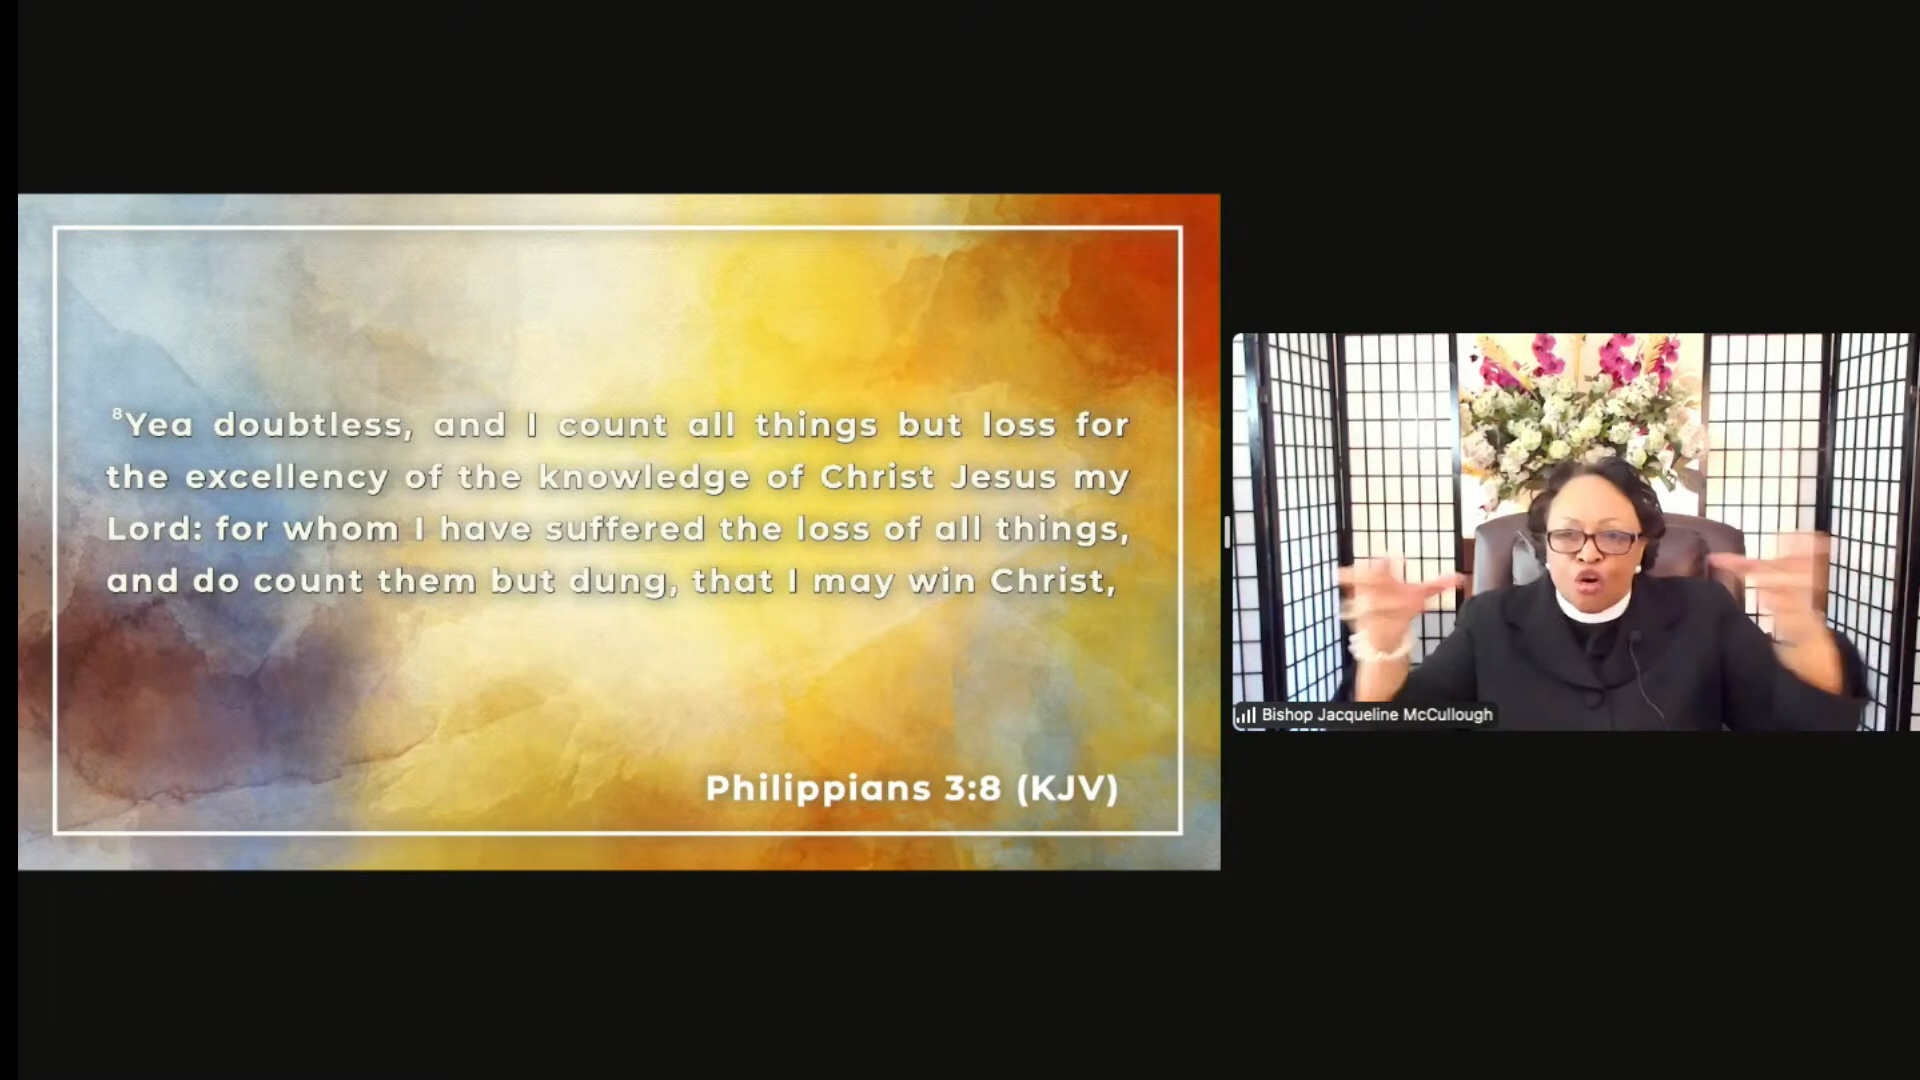 ⁸Yea doubtless, and I count all things but loss for
the excellency of the knowledge of Christ Jesus my
Lord: for whom I have suffered the loss of all things,
and do count them but dung, that I may win Christ,
Philippians 3:8 (KJV)
Bishop Jacqueline McCullough